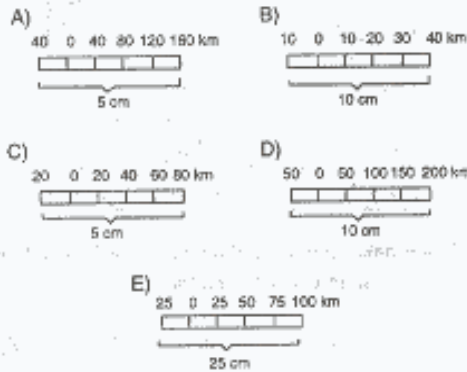 A)
40 0 40 80 120 160 km
5 cm
B)
10 0 10 20 30 40 km
10 cm
C)
20 0 20 40 60 80 km
5 cm
D)
50 0 50 100 150 200 km
10 cm
E)
25 0 25 50 75 100 km
25 cm